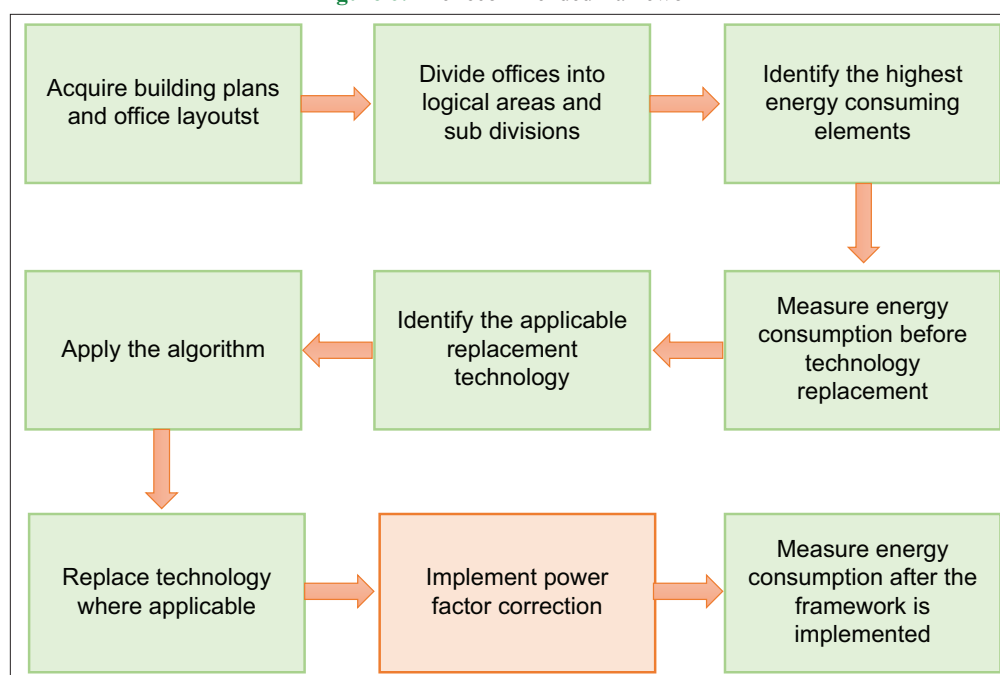 Acquire building plans
and office layoutst
Divide offices into
logical areas and
sub divisions
Identify the highest
energy consuming
elements
Measure energy
consumption before
technology
replacement
Identify the applicable
replacement
technology
Apply the algorithm
Replace technology
where applicable
Implement power
factor correction
Measure energy
consumption after the
framework is
implemented